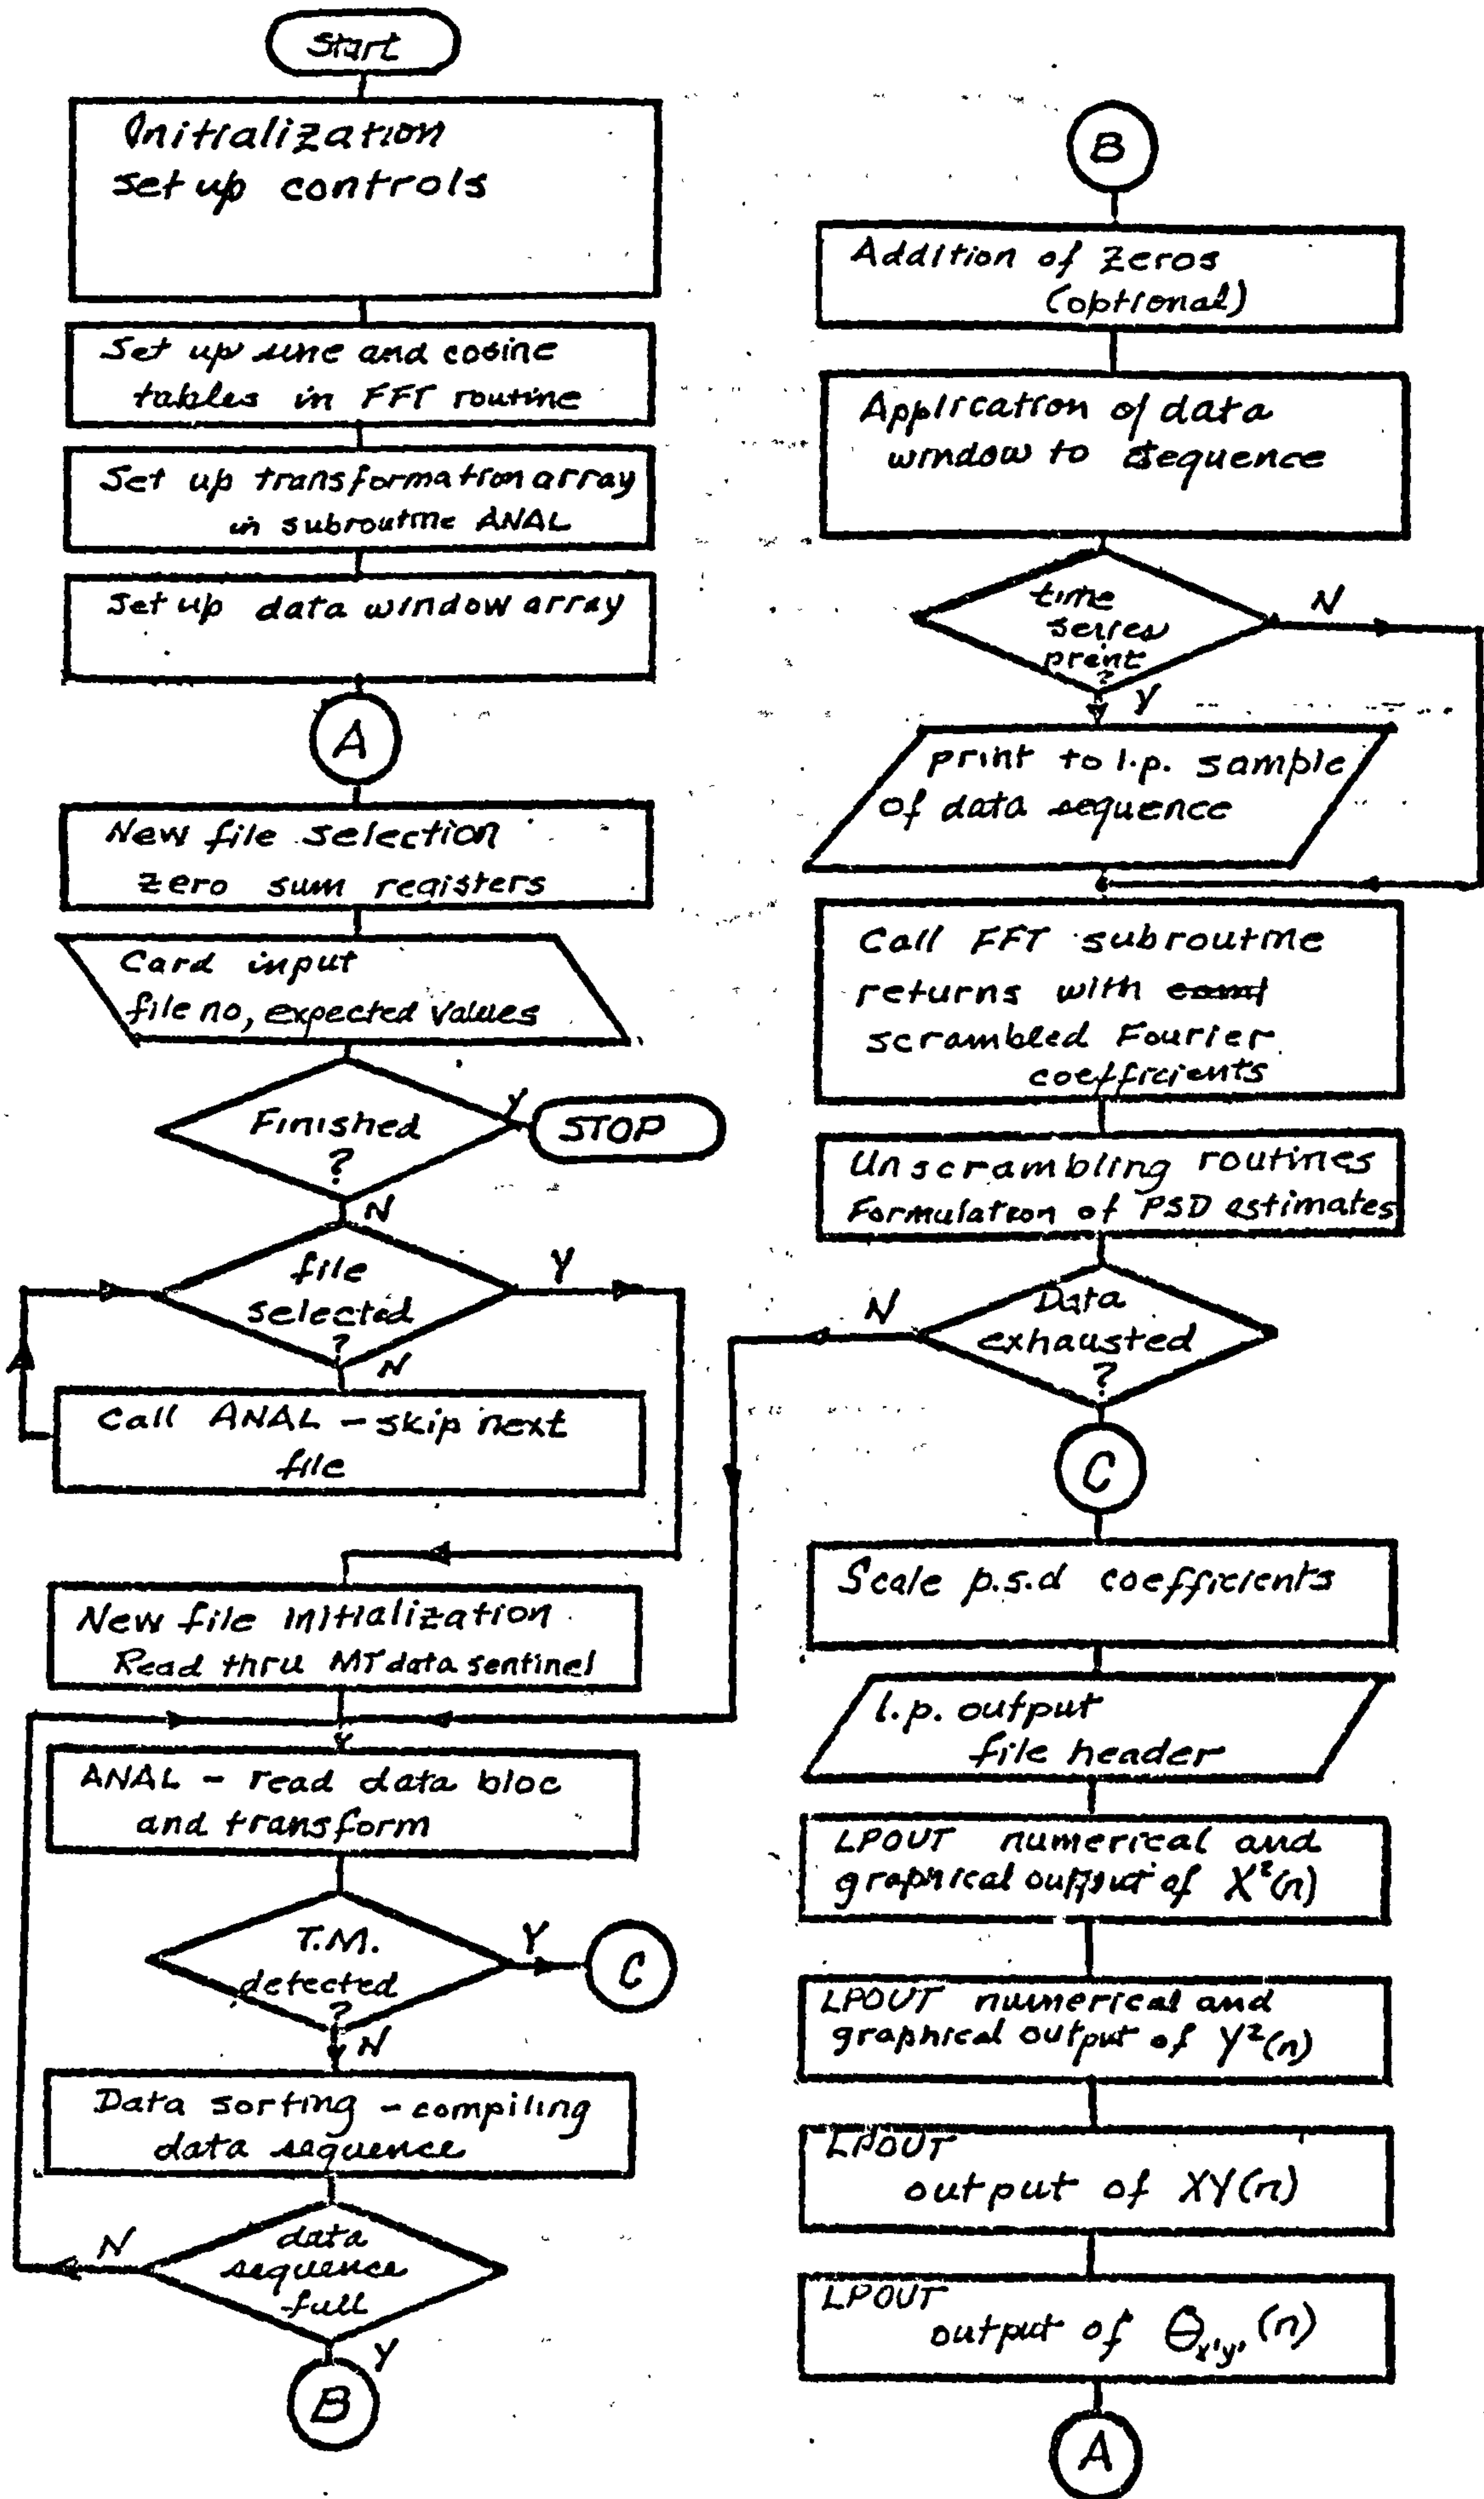 Start
Initialization
set up controls
Set up sine and cosine
tables in FFT routine
Set up transformation array
in subroutine ANAL
Set up data window array
A
New file selection
zero sum registers
Card input
file no, expected values
Finished
?
Y
STOP
N
file
selected
?
Y
N
Call ANAL - skip next
file
New file initialization
Read thru MT data sentinel
ANAL - read data bloc
and transform
T.M.
detected
?
Y
C
N
Data sorting - compiling
data sequence
data
sequence
full
N
Y
B
B
Addition of zeros
(optional)
Application of data
window to sequence
time
series
print
?
N
Y
print to l.p. sample
of data sequence
Call FFT subroutine
returns with
scrambled Fourier
coefficients
Unscrambling routines
Formulation of PSD estimates
Data
exhausted
?
N
C
Scale p.s.d coefficients
l.p. output
file header
LPOUT numerical and
graphical output of X²(n)
LPOUT numerical and
graphical output of Y²(n)
LPOUT
output of XY(n)
LPOUT
output of Θx'y'(n)
A